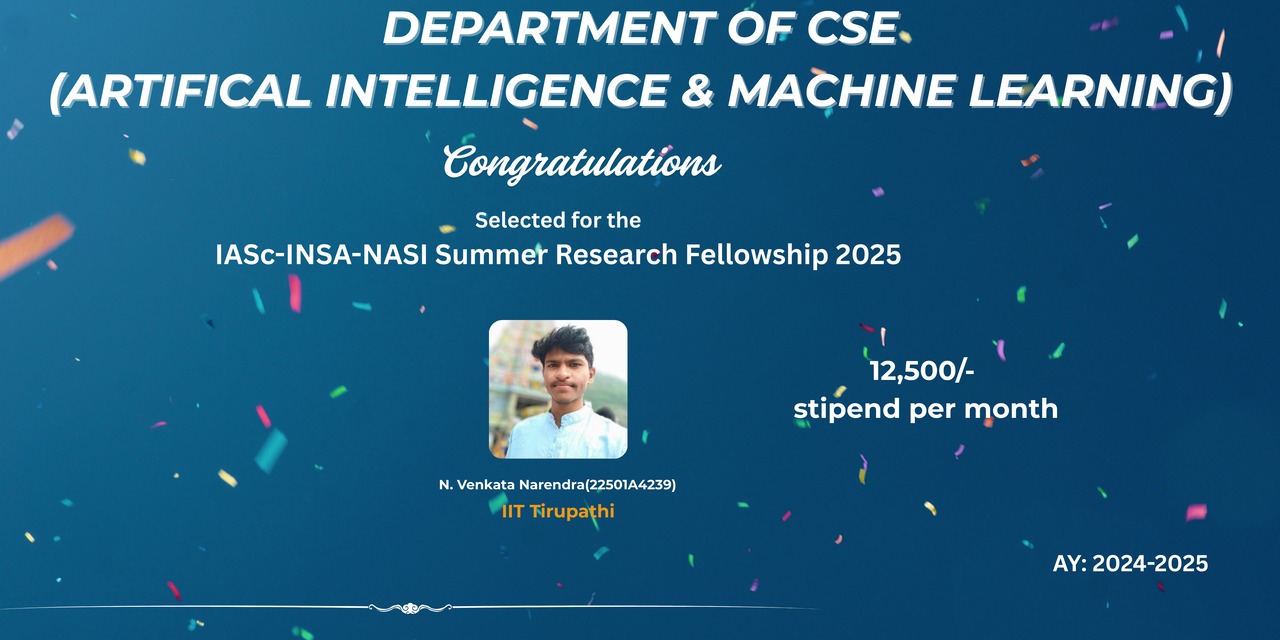 DEPARTMENT OF CSE
(ARTIFICAL INTELLIGENCE & MACHINE LEARNING)
Congratulations
Selected for the
IASc-INSA-NASI Summer Research Fellowship 2025
12,500/-
stipend per month
N. Venkata Narendra(22501A4239)
IIT Tirupathi
AY: 2024-2025